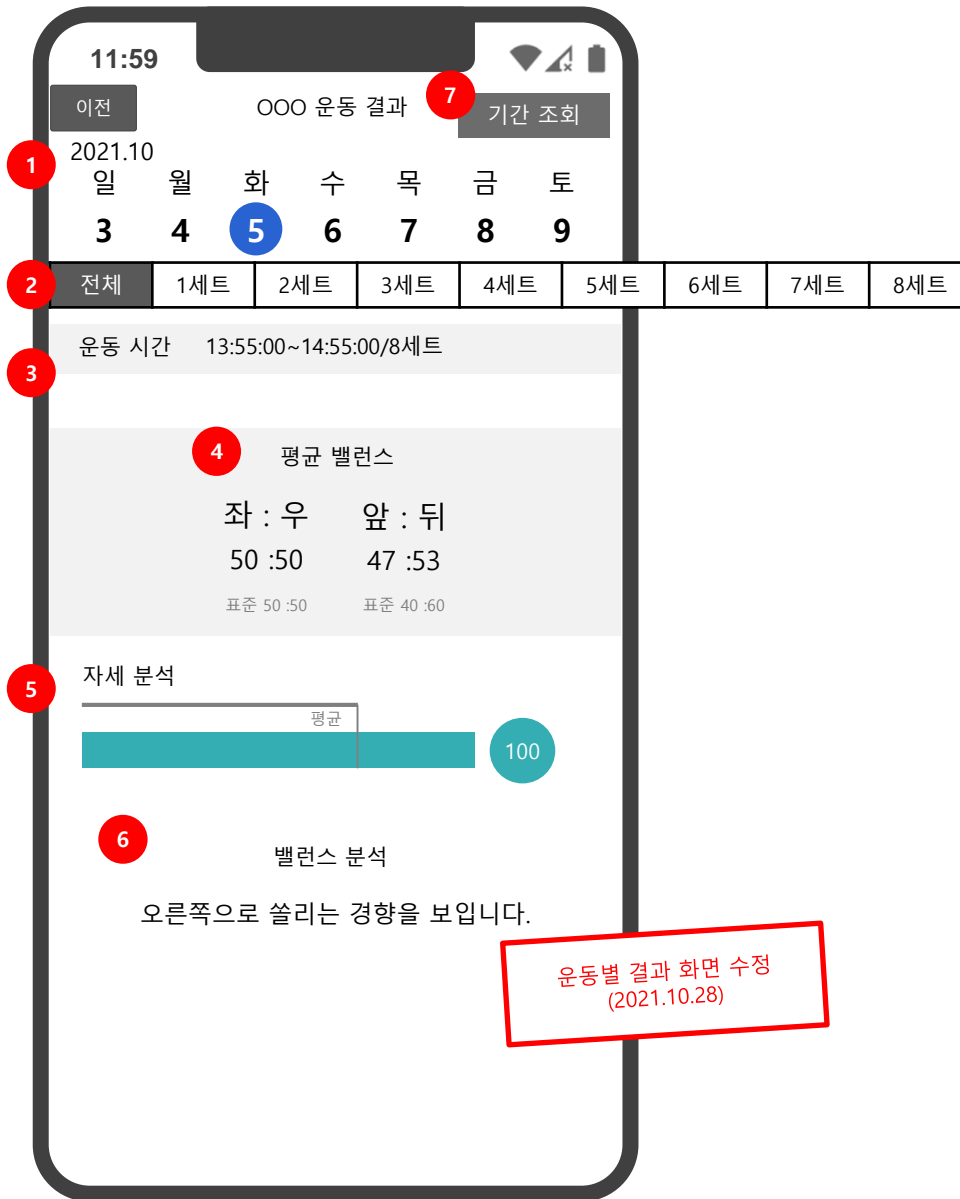 11:59
이전
OOO 운동 결과
7
기간 조회
1
2021.10
일 월 화 수 목 금 토
3 4 5 6 7 8 9
2
전체 1세트 2세트 3세트 4세트 5세트 6세트 7세트 8세트
운동 시간 13:55:00~14:55:00/8세트
3
4
평균 밸런스
좌 : 우 앞 : 뒤
50 :50 47 :53
표준 50 :50 표준 40 :60
자세 분석
5
평균
100
6
밸런스 분석
오른쪽으로 쏠리는 경향을 보입니다.
운동별 결과 화면 수정
(2021.10.28)